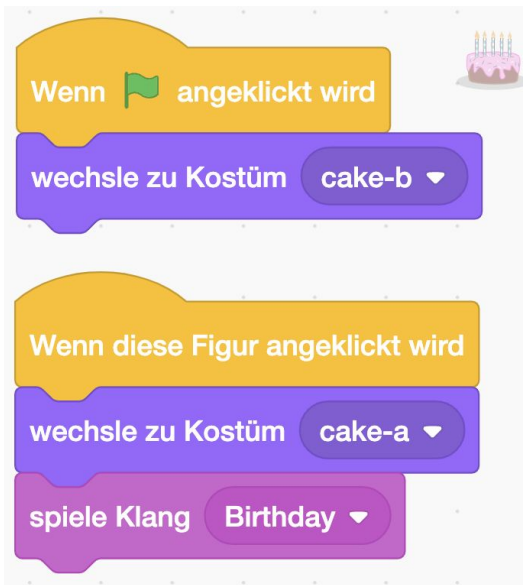 Wenn angeklickt wird
wechsle zu Kostüm cake-b
Wenn diese Figur angeklickt wird
wechsle zu Kostüm cake-a
spiele Klang Birthday